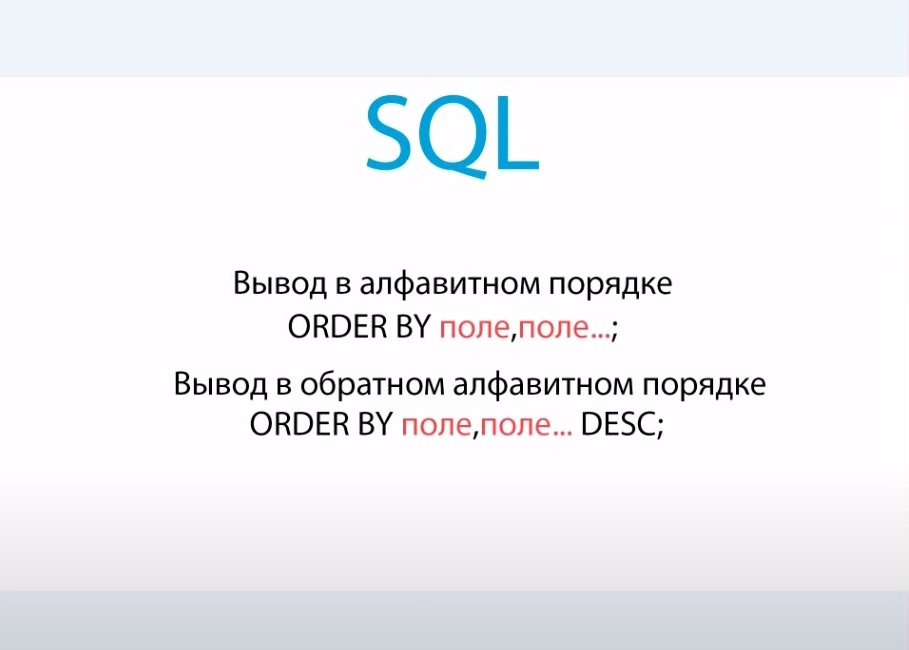 SQL
Вывод в алфавитном порядке
ORDER BY поле,поле...;
Вывод в обратном алфавитном порядке
ORDER BY поле,поле... DESC;